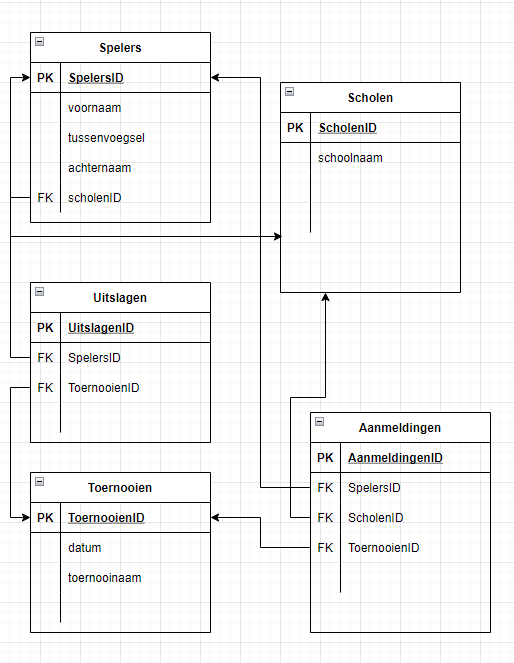 Spelers
PK SpelersID
voornaam
tussenvoegsel
achternaam
FK scholenID
Scholen
PK ScholenID
schoolnaam
Uitslagen
PK UitslagenID
FK SpelersID
FK ToernooienID
Toernooien
PK ToernooienID
datum
toernooinaam
Aanmeldingen
PK AanmeldingenID
FK SpelersID
FK ScholenID
FK ToernooienID